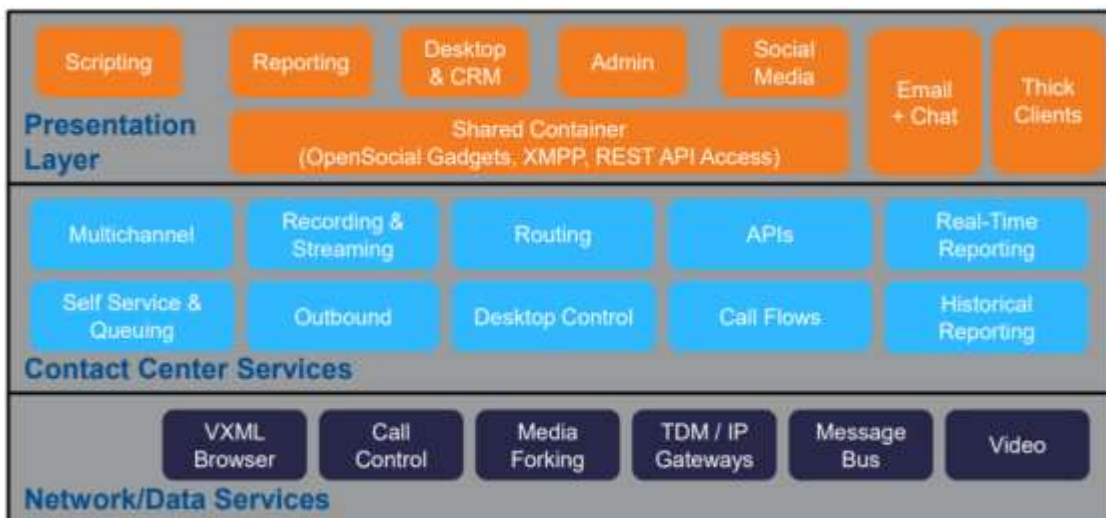 Scripting
Reporting
Desktop
& CRM
Admin
Social
Media
Email
+ Chat
Thick
Clients
Presentation
Layer
Shared Container
(OpenSocial Gadgets, XMPP, REST API Access)
Multichannel
Recording &
Streaming
Routing
APIs
Real-Time
Reporting
Self Service &
Queuing
Outbound
Desktop Control
Call Flows
Historical
Reporting
Contact Center Services
VXML
Browser
Call
Control
Media
Forking
TDM / IP
Gateways
Message
Bus
Video
Network/Data Services